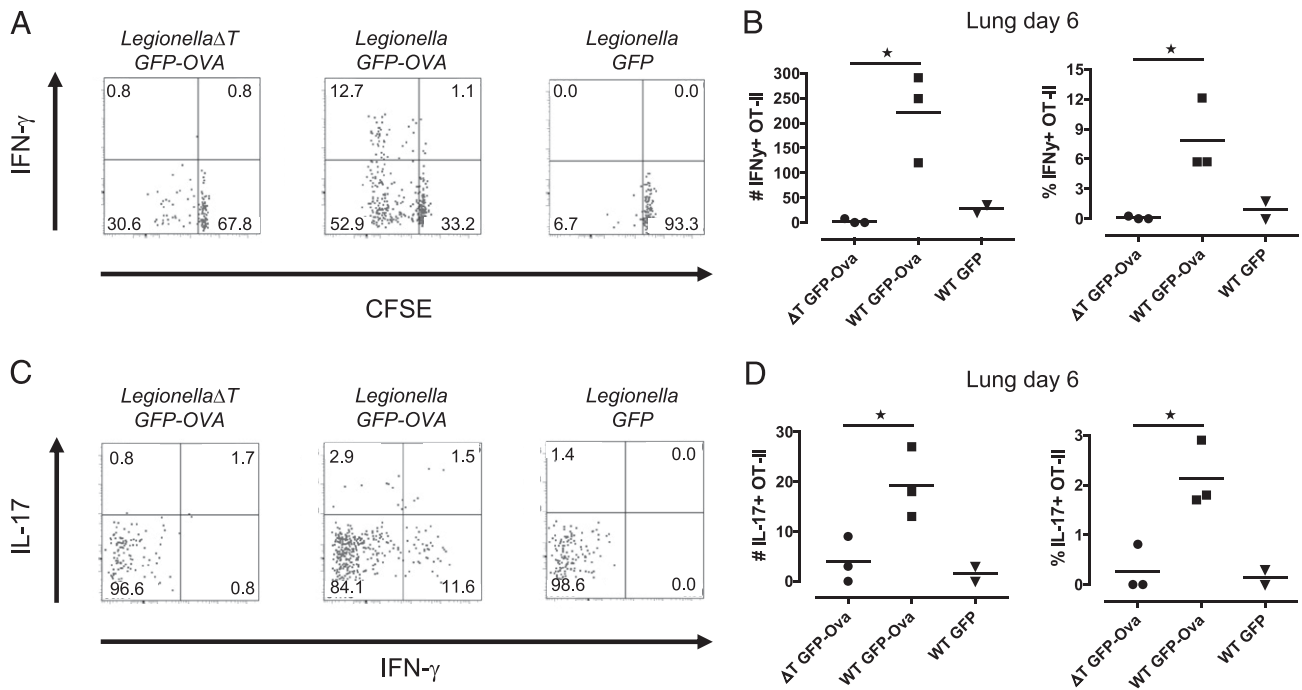 A
LegionellaΔT
GFP-OVA
Legionella
GFP-OVA
Legionella
GFP
IFN-γ
0.8 0.8
30.6 67.8
12.7 1.1
52.9 33.2
0.0 0.0
6.7 93.3
CFSE
B
Lung day 6
# IFNγ+ OT-II
300
250
200
150
100
50
0
★
ΔT GFP-Ova
WT GFP-Ova
WT GFP
% IFNγ+ OT-II
15
12
9
6
3
0
★
ΔT GFP-Ova
WT GFP-Ova
WT GFP
C
LegionellaΔT
GFP-OVA
Legionella
GFP-OVA
Legionella
GFP
IL-17
0.8 1.7
96.6 0.8
2.9 1.5
84.1 11.6
1.4 0.0
98.6 0.0
IFN-γ
D
Lung day 6
# IL-17+ OT-II
30
20
10
0
★
ΔT GFP-Ova
WT GFP-Ova
WT GFP
% IL-17+ OT-II
3
2
1
0
★
ΔT GFP-Ova
WT GFP-Ova
WT GFP